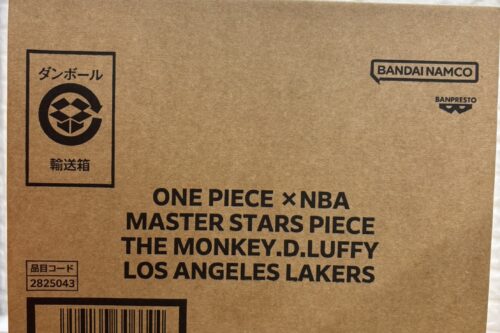 ダンボール
輸送箱
BANDAI NAMCO
BANPRESTO
ONE PIECE ×NBA
MASTER STARS PIECE
THE MONKEY.D.LUFFY
LOS ANGELES LAKERS
品目コード
2825043